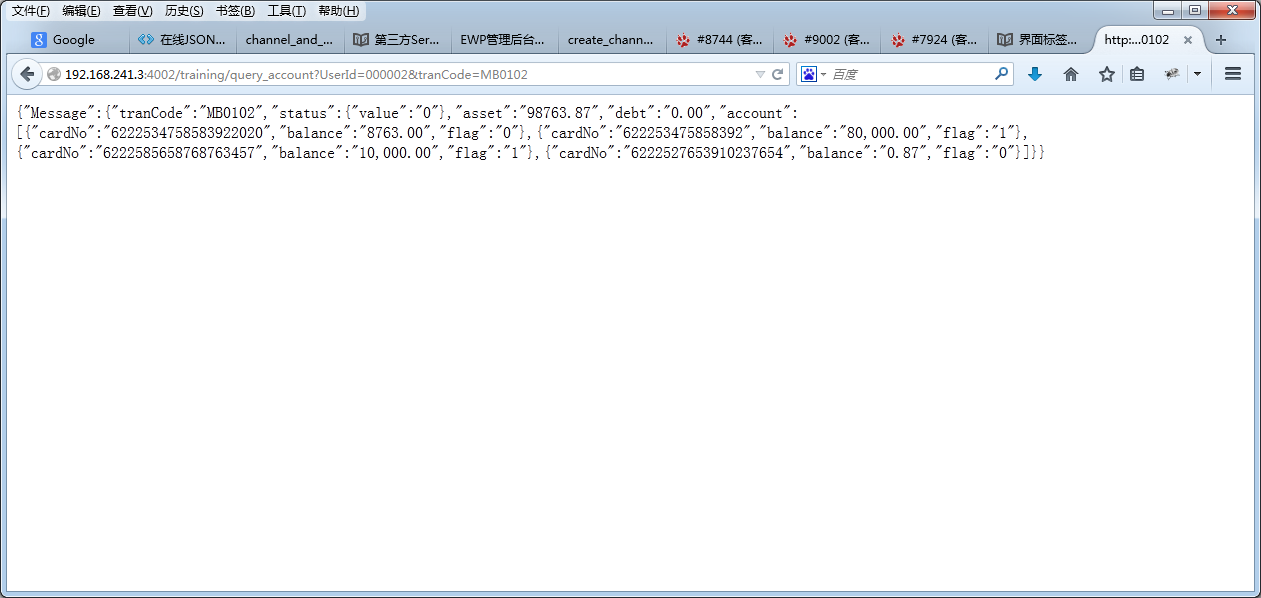 文件(F) 编辑(E) 查看(V) 历史(S) 书签(B) 工具(T) 帮助(H)
Google 在线JSON... channel_and_... 第三方Ser... EWP管理后台... create_chann... #8744 (客... #9002 (客... #7924 (客... 界面标签... http:...0102
192.168.241.3:4002/training/query_account?UserId=000002&tranCode=MB0102 百度
{"Message":{"tranCode":"MB0102","status":{"value":"0"},"asset":"98763.87","debt":"0.00","account":
[{"cardNo":"6222534758583922020","balance":"8763.00","flag":"0"},{"cardNo":"622253475858392","balance":"80,000.00","flag":"1"},
{"cardNo":"6222585658768763457","balance":"10,000.00","flag":"1"},{"cardNo":"6222527653910237654","balance":"0.87","flag":"0"}]}}